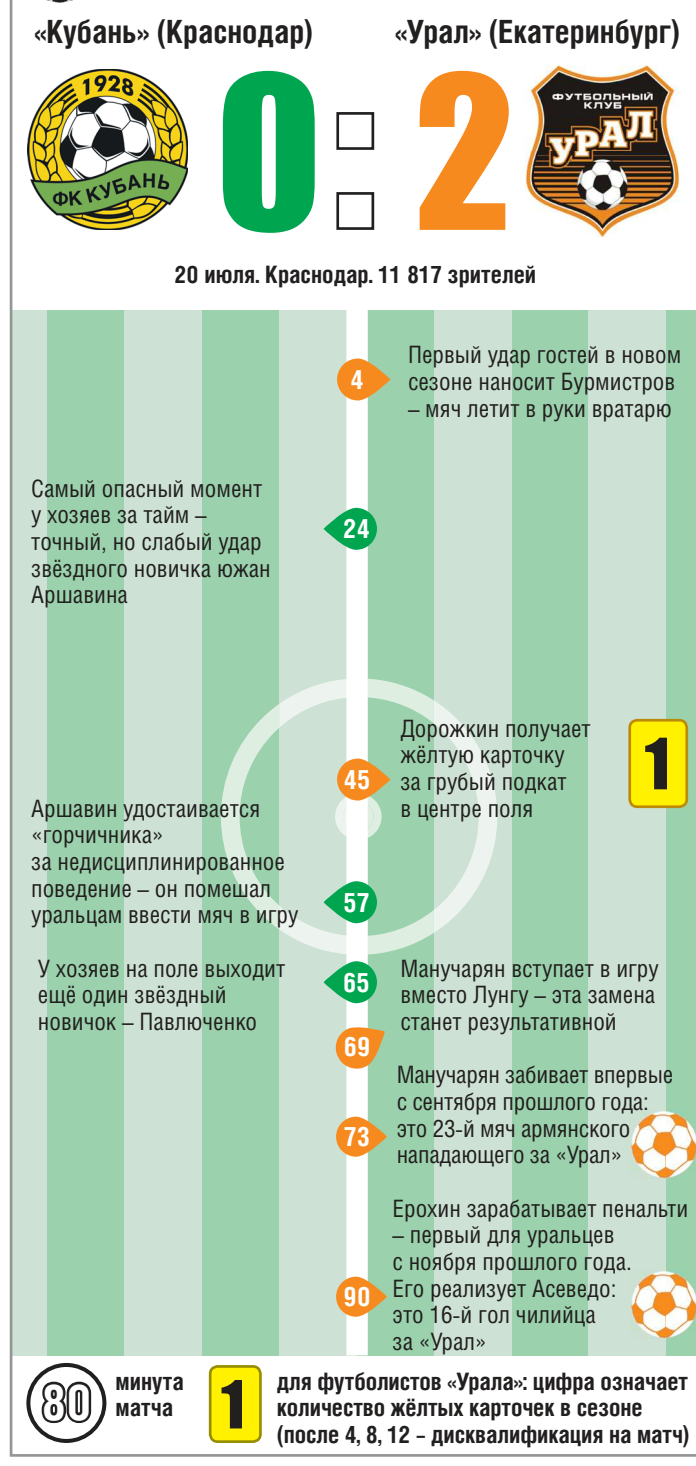 «Кубань» (Краснодар)
«Урал» (Екатеринбург)
1928
ФК КУБАНЬ
0 : 2
ФУТБОЛЬНЫЙ
КЛУБ
УРАЛ
20 июля. Краснодар. 11 817 зрителей
4
Первый удар гостей в новом
сезоне наносит Бурмистров
– мяч летит в руки вратарю
Самый опасный момент
у хозяев за тайм –
точный, но слабый удар
звёздного новичка южан
Аршавина
24
45
Дорожкин получает
жёлтую карточку
за грубый подкат
в центре поля
1
Аршавин удостаивается
«горчичника»
за недисциплинированное
поведение – он помешал
уральцам ввести мяч в игру
57
У хозяев на поле выходит
ещё один звёздный
новичок – Павлюченко
65
69
Манучарян вступает в игру
вместо Лунгу – эта замена
станет результативной
73
Манучарян забивает впервые
с сентября прошлого года:
это 23-й мяч армянского
нападающего за «Урал»
90
Ерохин зарабатывает пенальти
– первый для уральцев
с ноября прошлого года.
Его реализует Асеведо:
это 16-й гол чилийца
за «Урал»
80
минута
матча
1
для футболистов «Урала»: цифра означает
количество жёлтых карточек в сезоне
(после 4, 8, 12 – дисквалификация на матч)